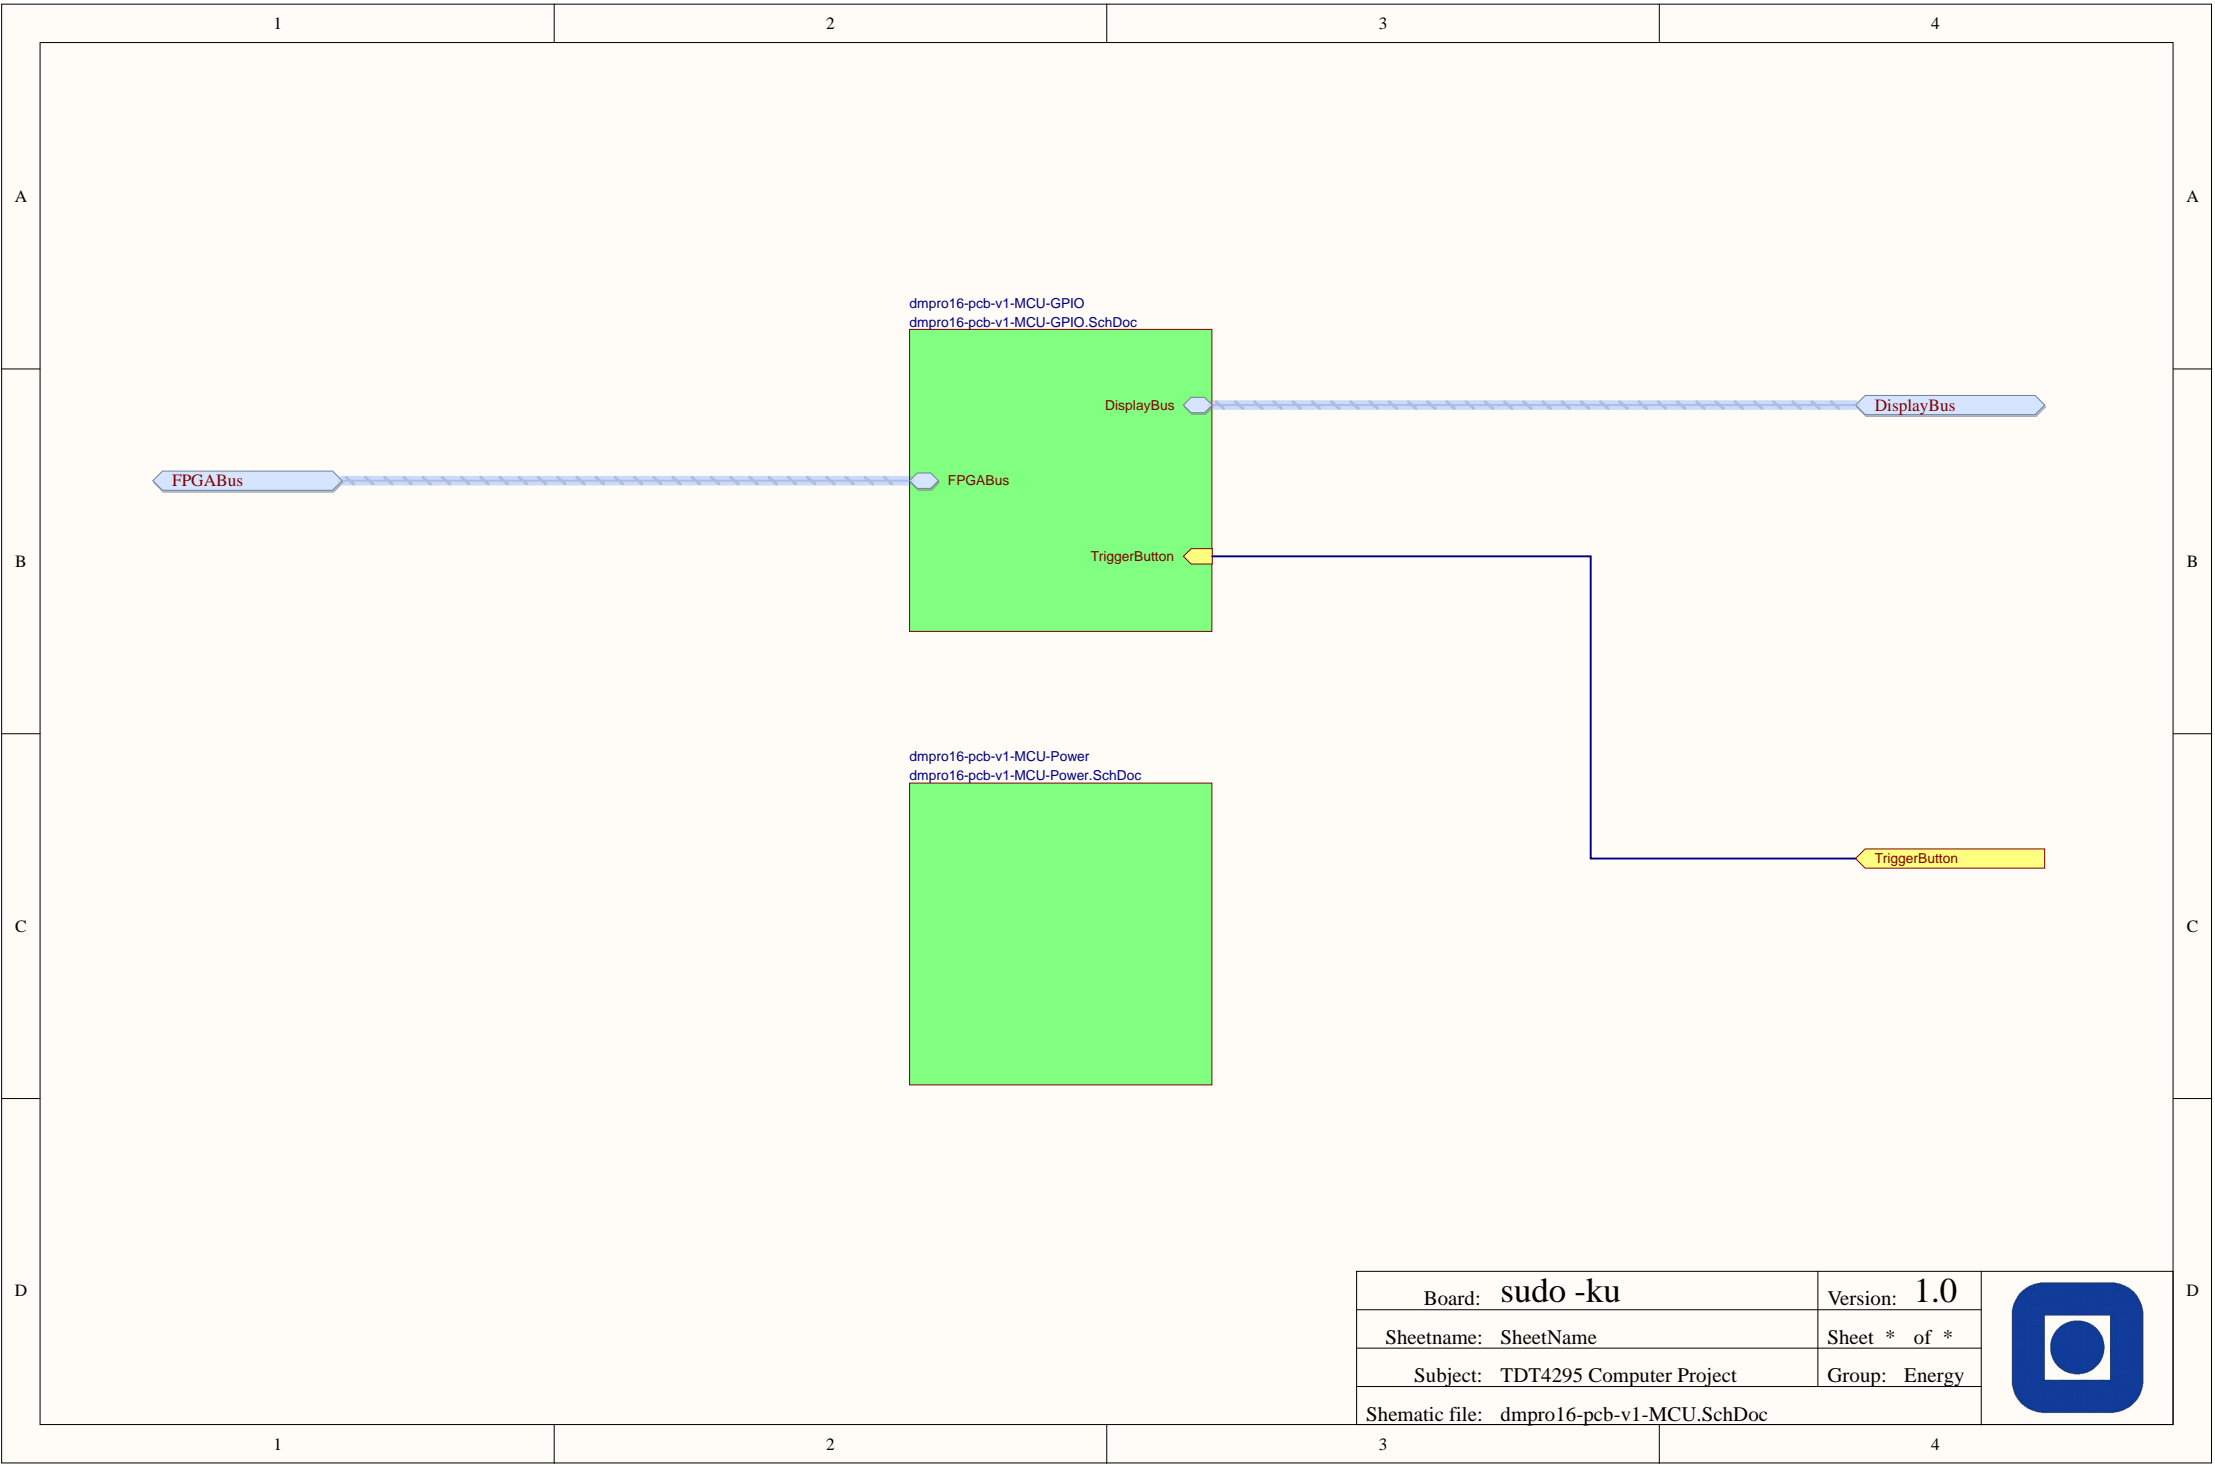 1 2 3 4
A A
dmpro16-pcb-v1-MCU-GPIO
dmpro16-pcb-v1-MCU-GPIO.SchDoc
DisplayBus DisplayBus
FPGABus FPGABus
TriggerButton
B B
dmpro16-pcb-v1-MCU-Power
dmpro16-pcb-v1-MCU-Power.SchDoc
TriggerButton
C C
D D
Board: sudo -ku Version: 1.0
Sheetname: SheetName Sheet * of *
Subject: TDT4295 Computer Project Group: Energy
Shematic file: dmpro16-pcb-v1-MCU.SchDoc
1 2 3 4